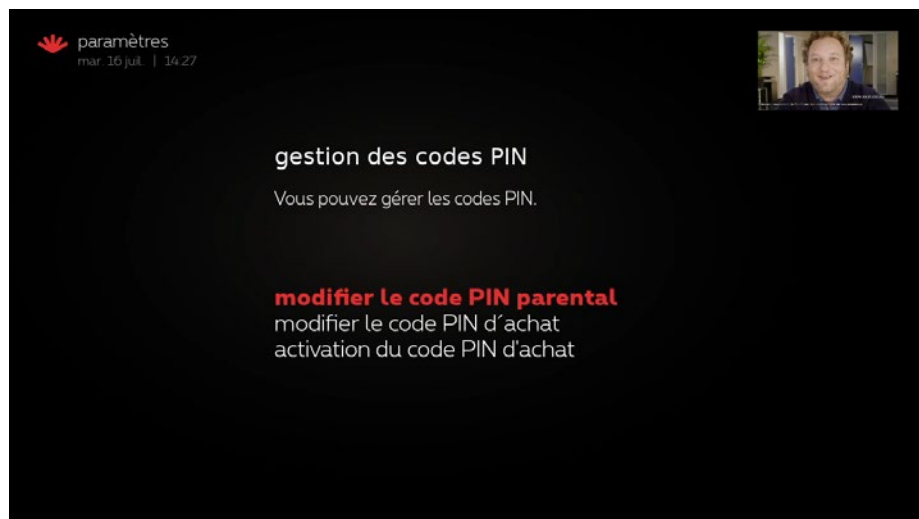 paramètres
mar. 16 juil. | 14:27
gestion des codes PIN
Vous pouvez gérer les codes PIN.
modifier le code PIN parental
modifier le code PIN d´achat
activation du code PIN d'achat